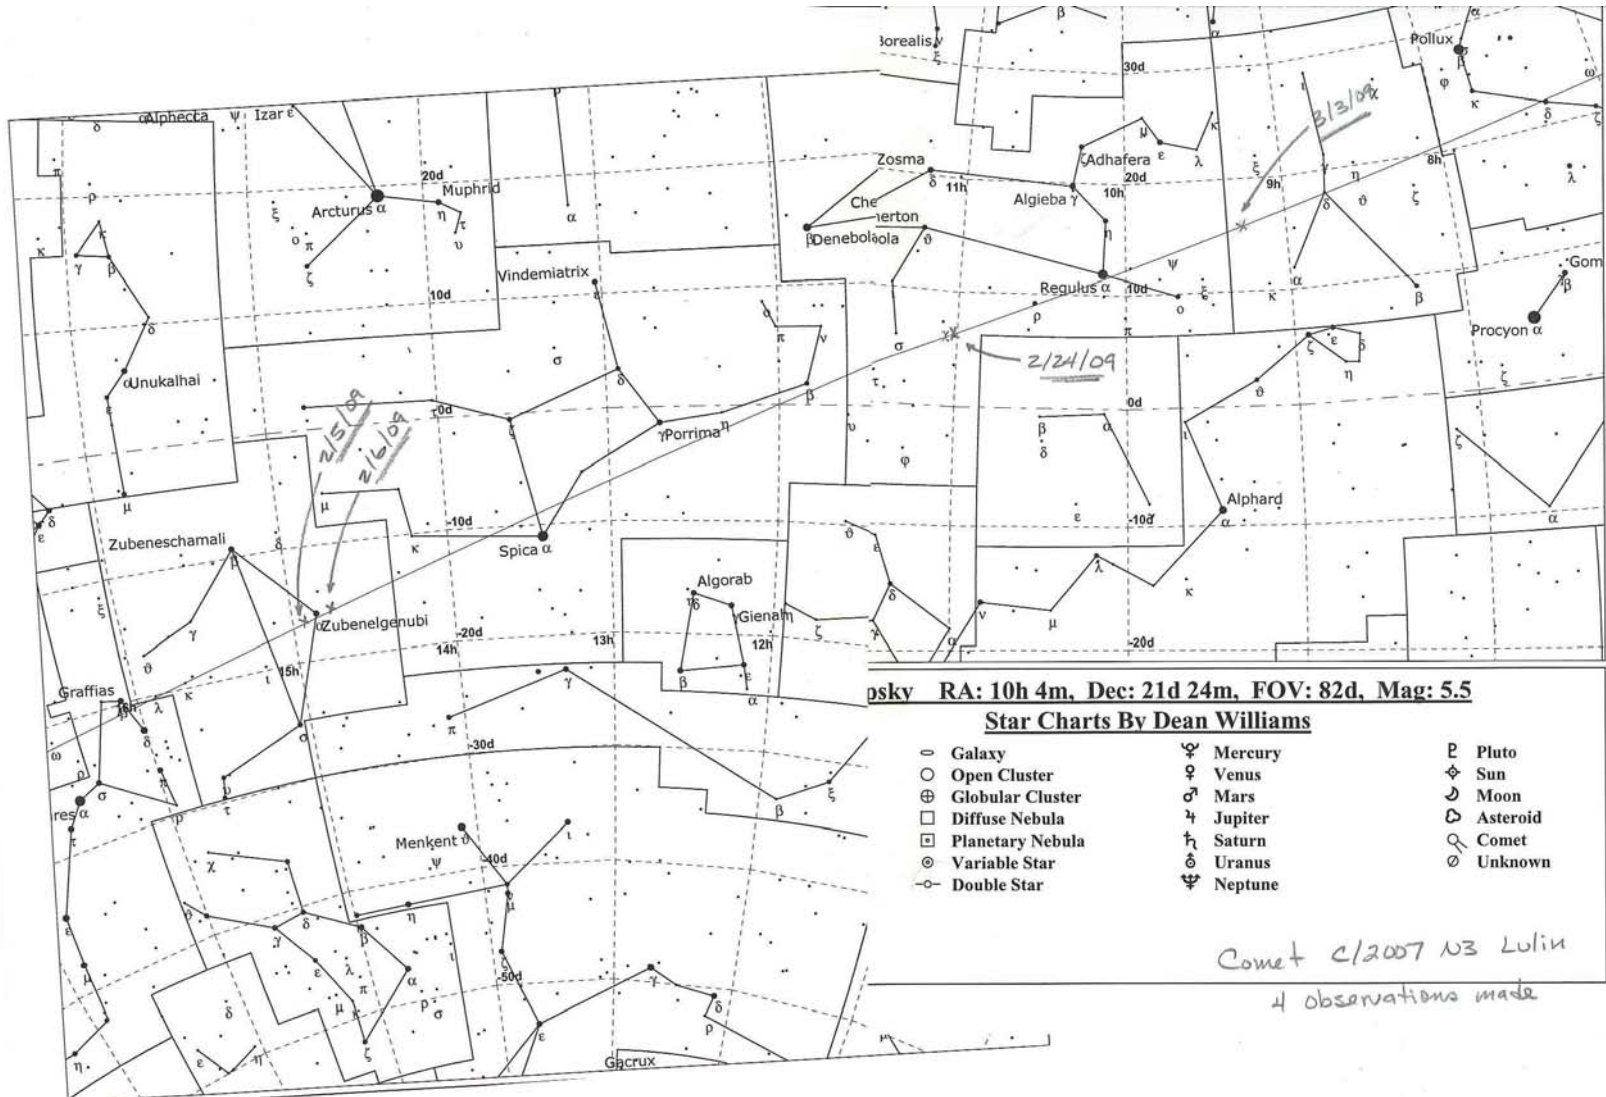 Borealis
Pollux
30d
Alphecca
Izar
3/3/09
Zosma
Adhafera
8h
20d
Muphrid
11h
9h
Arcturus α
Algieba γ
10h
20d
Denebola
Vindemiatrix
Gom
10d
Regulus α
10d
Procyon α
2/24/09
Unukalhai
0d
0d
2/5/09
2/6/09
Porrima
Alphard
-10d
-10d
Zubeneschamali
Spica α
Algorab
Gienah
Zubenelgenubi
-20d
14h
13h
12h
-20d
15h
Graffias
16h
-30d
res α
Menkent
-40d
-50d
Gacrux
osky RA: 10h 4m, Dec: 21d 24m, FOV: 82d, Mag: 5.5
Star Charts By Dean Williams
Galaxy Mercury Pluto
Open Cluster Venus Sun
Globular Cluster Mars Moon
Diffuse Nebula Jupiter Asteroid
Planetary Nebula Saturn Comet
Variable Star Uranus Unknown
Double Star Neptune
Comet C/2007 N3 Lulin
4 observations made